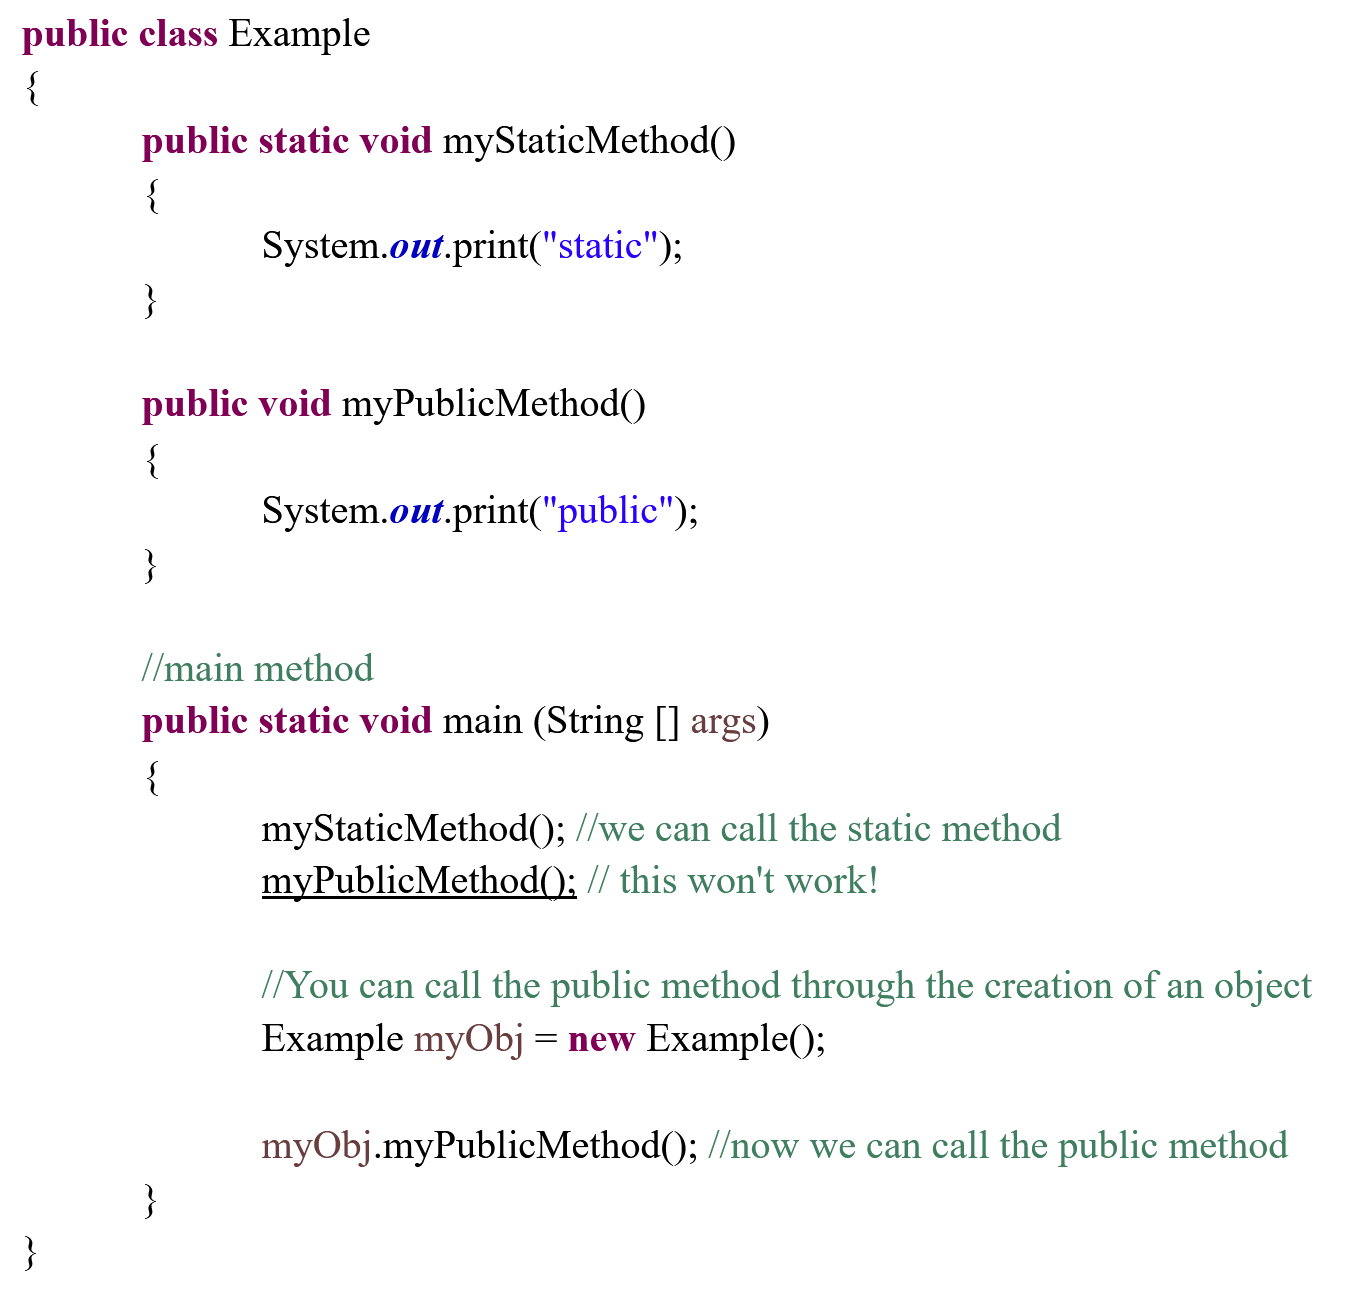 public class Example
{
public static void myStaticMethod()
{
System.out.print("static");
}
public void myPublicMethod()
{
System.out.print("public");
}
//main method
public static void main (String [] args)
{
myStaticMethod(); //we can call the static method
myPublicMethod(); // this won't work!
//You can call the public method through the creation of an object
Example myObj = new Example();
myObj.myPublicMethod(); //now we can call the public method
}
}